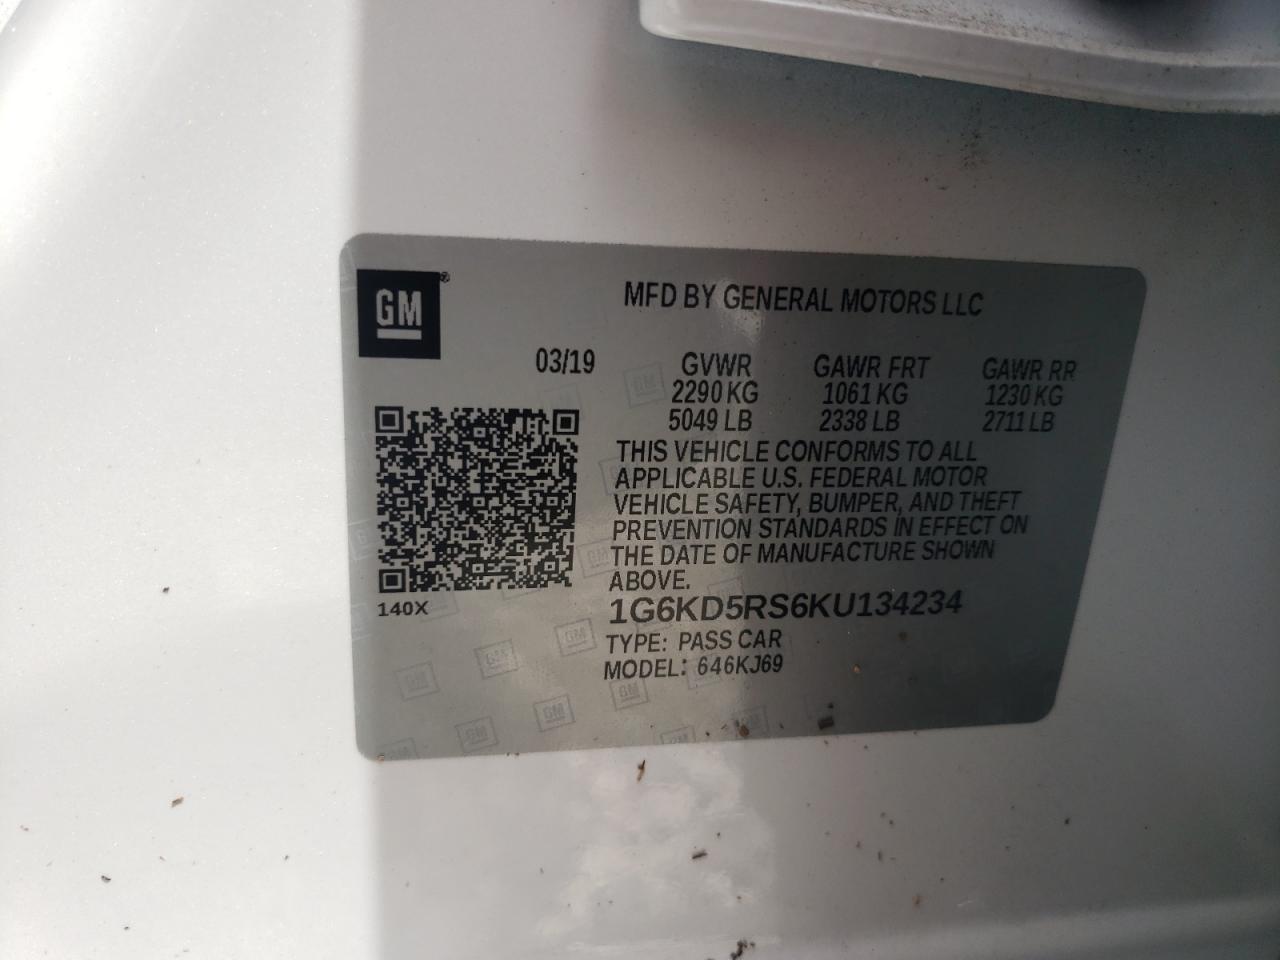 GM®
MFD BY GENERAL MOTORS LLC
03/19 GVWR GAWR FRT GAWR RR
2290 KG 1061 KG 1230 KG
5049 LB 2338 LB 2711 LB
THIS VEHICLE CONFORMS TO ALL
APPLICABLE U.S. FEDERAL MOTOR
VEHICLE SAFETY, BUMPER, AND THEFT
PREVENTION STANDARDS IN EFFECT ON
THE DATE OF MANUFACTURE SHOWN
ABOVE.
140X
1G6KD5RS6KU134234
TYPE: PASS CAR
MODEL: 646KJ69